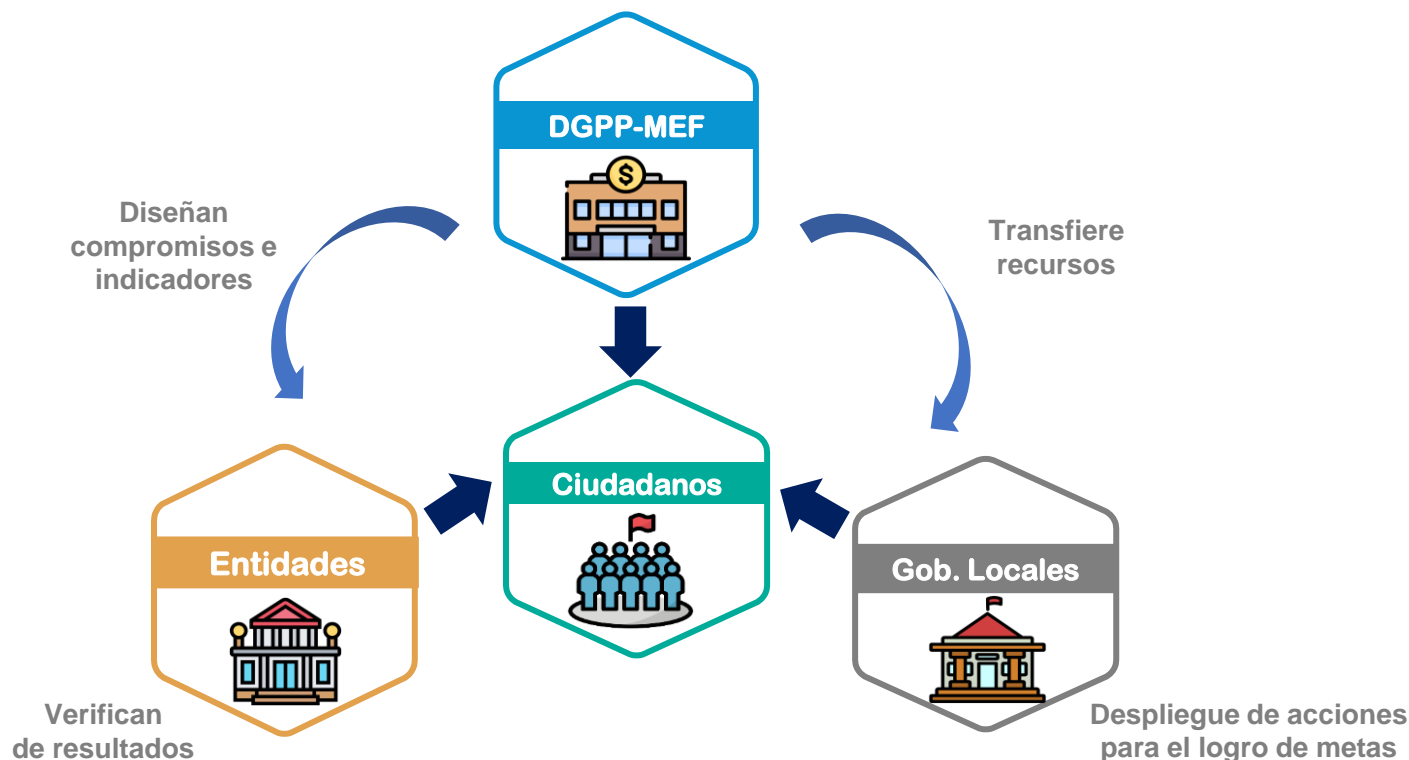 DGPP-MEF
$
Diseñan
compromisos e
indicadores
Transfiere
recursos
Ciudadanos
Entidades
Gob. Locales
Verifican
de resultados
Despliegue de acciones
para el logro de metas